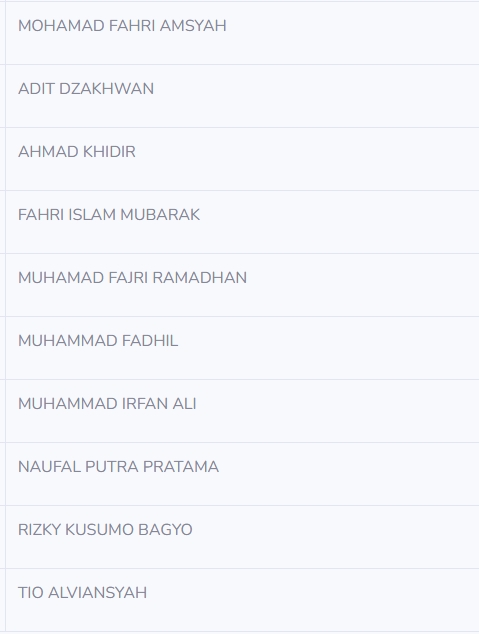 MOHAMAD FAHRI AMSYAH
ADIT DZAKHWAN
AHMAD KHIDIR
FAHRI ISLAM MUBARAK
MUHAMAD FAJRI RAMADHAN
MUHAMMAD FADHIL
MUHAMMAD IRFAN ALI
NAUFAL PUTRA PRATAMA
RIZKY KUSUMO BAGYO
TIO ALVIANSYAH